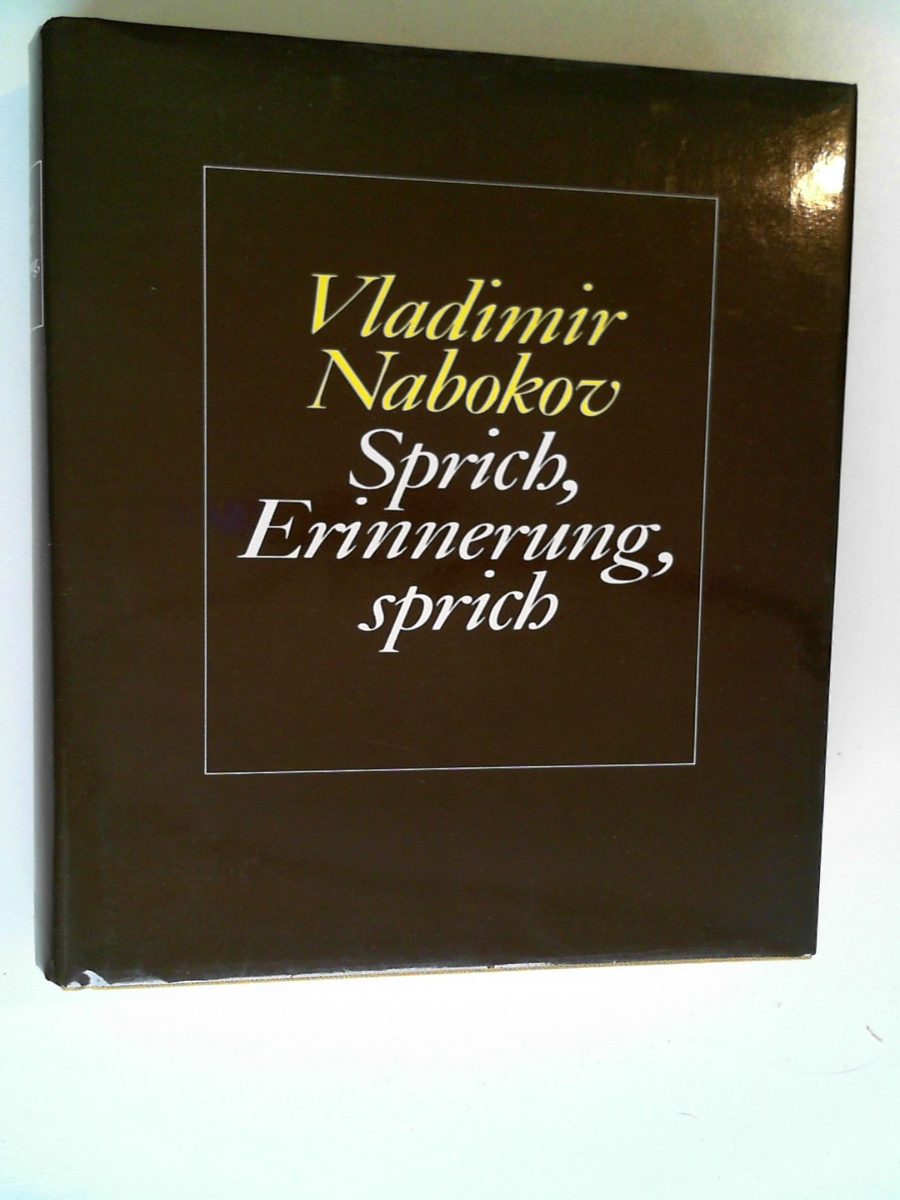 Vladimir
Nabokov
Sprich,
Erinnerung,
sprich